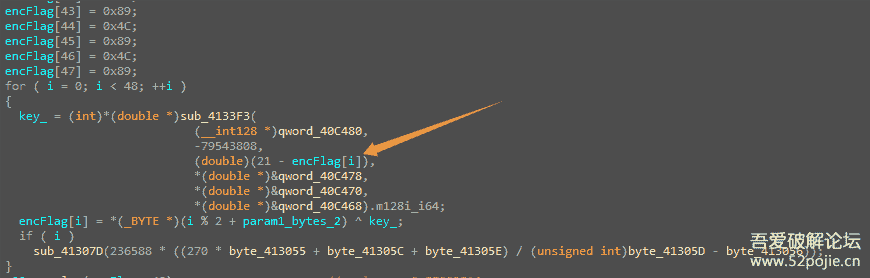 encFlag[43] = 0x89;
encFlag[44] = 0x4C;
encFlag[45] = 0x89;
encFlag[46] = 0x4C;
encFlag[47] = 0x89;
for ( i = 0; i < 48; ++i )
{
key_ = (int)*(double *)sub_4133F3(
(__int128 *)qword_40C480,
-79543808,
(double)(21 - encFlag[i]),
*(double *)&qword_40C478,
*(double *)&qword_40C470,
*(double *)&qword_40C468).m128i_i64;
encFlag[i] = *(_BYTE *)(i % 2 + param1_bytes_2) ^ key_;
if ( i )
sub_41307D(236588 * ((270 * byte_413055 + byte_41305C + byte_41305E) / (unsigned int)byte_41305D -
}
吾爱破解论坛
www.52pojie.cn